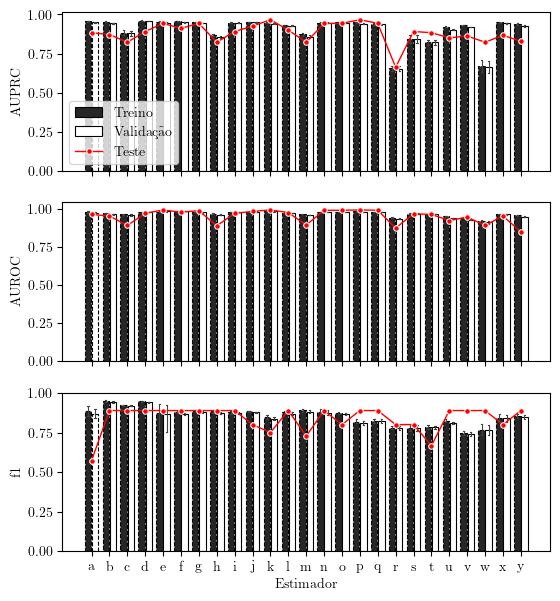 1.00
0.75
0.50
0.25
0.00
AUPRC
Treino
Validação
Teste
1.00
0.75
0.50
0.25
0.00
AUROC
1.00
0.75
0.50
0.25
0.00
f1
a b c d e f g h i j k l m n o p q r s t u v w x y
Estimador